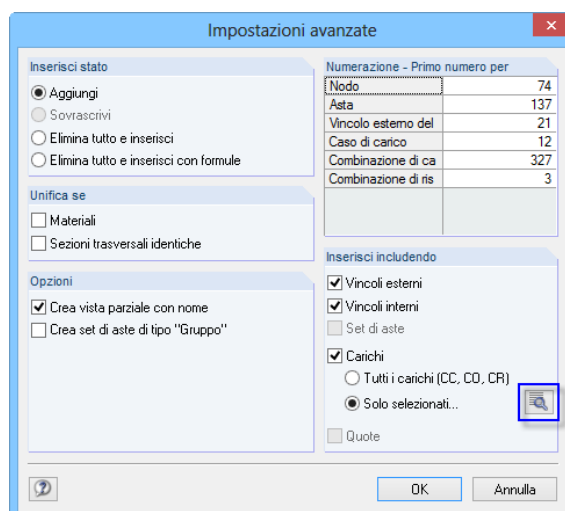 Impostazioni avanzate
Inserisci stato
Aggiungi
Sovrascrivi
Elimina tutto e inserisci
Elimina tutto e inserisci con formule
Unifica se
Materiali
Sezioni trasversali identiche
Opzioni
Crea vista parziale con nome
Crea set di aste di tipo "Gruppo"
Numerazione - Primo numero per
Nodo 74
Asta 137
Vincolo esterno del 21
Caso di carico 12
Combinazione di ca 327
Combinazione di ris 3
Inserisci includendo
Vincoli esterni
Vincoli interni
Set di aste
Carichi
Tutti i carichi (CC, CO, CR)
Solo selezionati...
Quote
OK Annulla